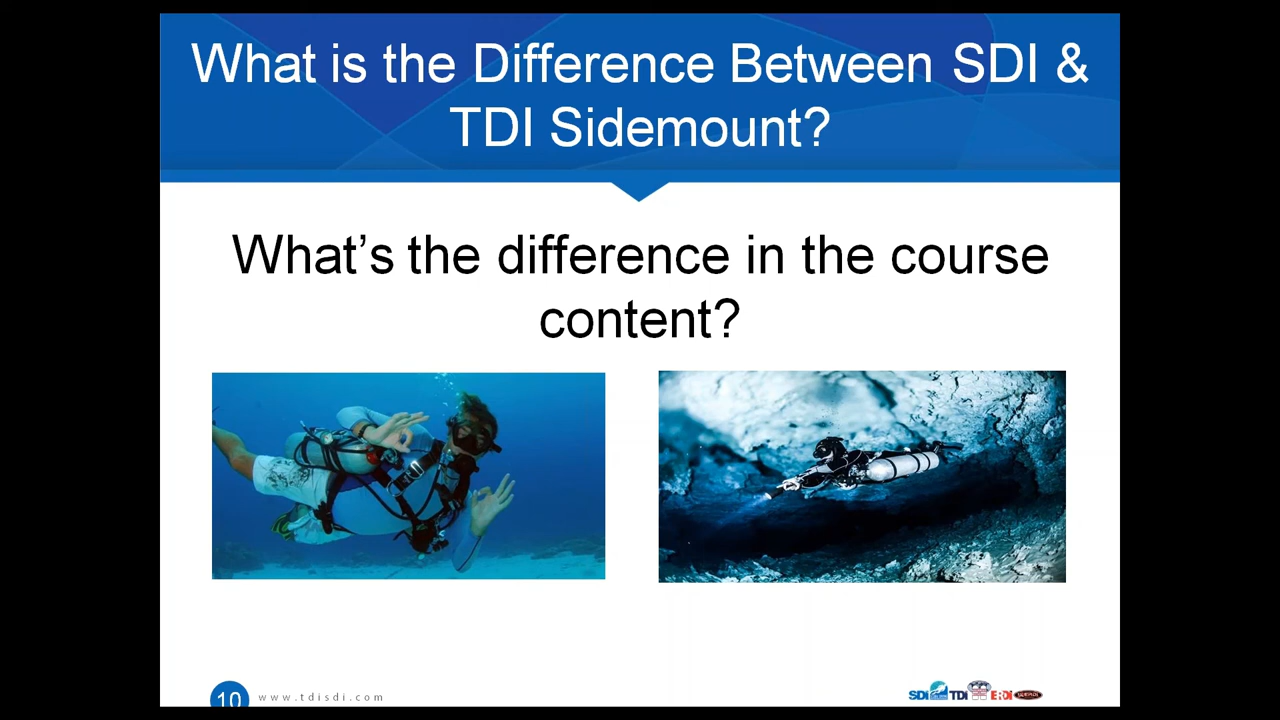 What is the Difference Between SDI &
TDI Sidemount?
What's the difference in the course
content?
10
www.tdisdi.com
SDI TDI ERDI